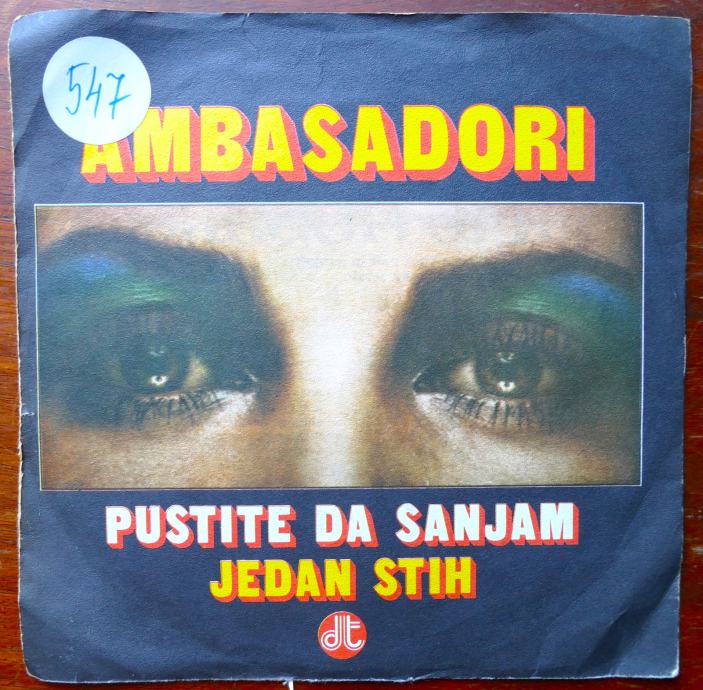 547
AMBASADORI
PUSTITE DA SANJAM
JEDAN STIH
dt